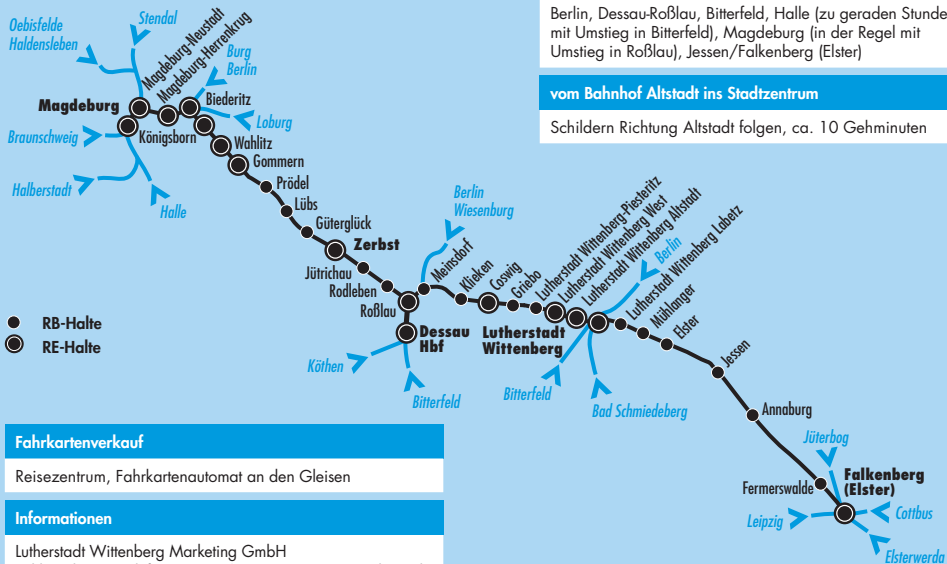 Berlin, Dessau-Roßlau, Bitterfeld, Halle (zu geraden Stunde
mit Umstieg in Bitterfeld), Magdeburg (in der Regel mit
Umstieg in Roßlau), Jessen/Falkenberg (Elster)
vom Bahnhof Altstadt ins Stadtzentrum
Schildern Richtung Altstadt folgen, ca. 10 Gehminuten
Oebisfelde
Haldensleben
Stendal
Magdeburg-Neustadt
Magdeburg-Herrenkrug
Burg
Berlin
Magdeburg
Biederitz
Loburg
Braunschweig
Königsborn
Wahlitz
Gommern
Halberstadt
Halle
Prödel
Lübs
Güterglück
Zerbst
Jütrichau
Rodleben
Roßlau
Berlin
Wiesenburg
Meinsdorf
Klieken
Coswig
Griebo
Lutherstadt Wittenberg-Piesteritz
Lutherstadt Wittenberg West
Lutherstadt Wittenberg Altstadt
Berlin
Lutherstadt Wittenberg Labetz
Mühlanger
Elster
Jessen
Annaburg
RB-Halte
RE-Halte
Dessau
Hbf
Lutherstadt
Wittenberg
Köthen
Bitterfeld
Bitterfeld
Bad Schmiedeberg
Jüterbog
Fermerswalde
Falkenberg
(Elster)
Leipzig
Cottbus
Elsterwerda
Fahrkartenverkauf
Reisezentrum, Fahrkartenautomat an den Gleisen
Informationen
Lutherstadt Wittenberg Marketing GmbH